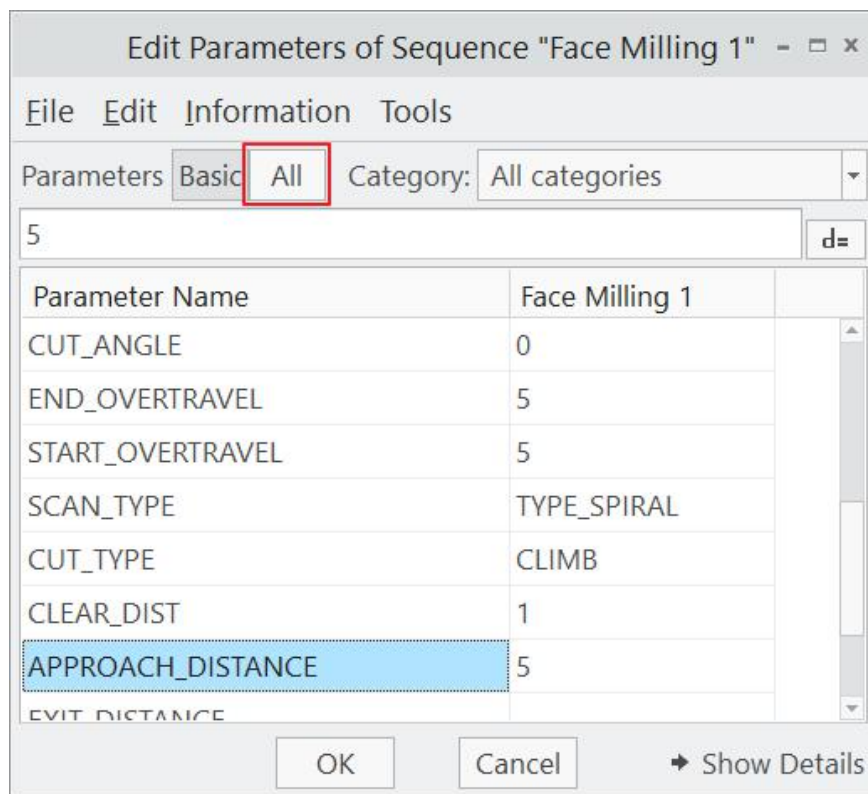 Edit Parameters of Sequence "Face Milling 1"
File Edit Information Tools
Parameters Basic All Category: All categories
5 d=
Parameter Name Face Milling 1
CUT_ANGLE 0
END_OVERTRAVEL 5
START_OVERTRAVEL 5
SCAN_TYPE TYPE_SPIRAL
CUT_TYPE CLIMB
CLEAR_DIST 1
APPROACH_DISTANCE 5
EXIT_DISTANCE
OK Cancel Show Details